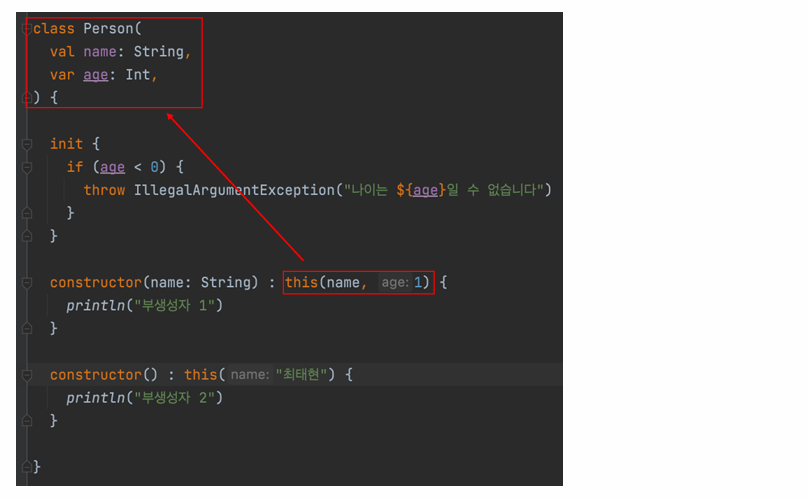 class Person(
val name: String,
var age: Int,
) {
init {
if (age < 0) {
throw IllegalArgumentException("나이는 ${age}일 수 없습니다")
}
}
constructor(name: String) : this(name, age: 1) {
println("부생성자 1")
}
constructor() : this( name: "최태현") {
println("부생성자 2")
}
}